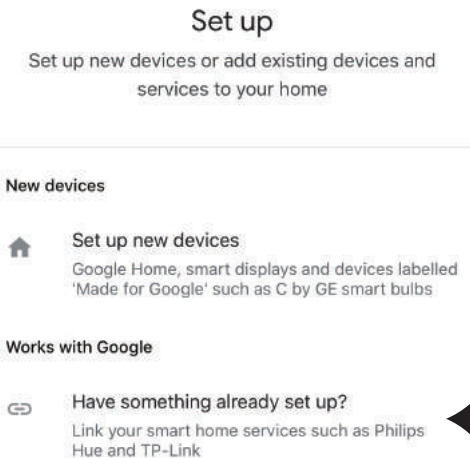 Set up
Set up new devices or add existing devices and
services to your home
New devices
Set up new devices
Google Home, smart displays and devices labelled
'Made for Google' such as C by GE smart bulbs
Works with Google
Have something already set up?
Link your smart home services such as Philips
Hue and TP-Link